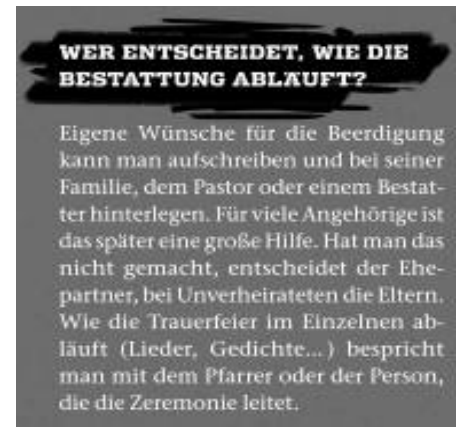 WER ENTSCHEIDET, WIE DIE
BESTATTUNG ABLÄUFT?
Eigene Wünsche für die Beerdigung
kann man aufschreiben und bei seiner
Familie, dem Pastor oder einem Bestat-
ter hinterlegen. Für viele Angehörige ist
das später eine große Hilfe. Hat man das
nicht gemacht, entscheidet der Ehe-
partner, bei Unverheirateten die Eltern.
Wie die Trauerfeier im Einzelnen ab-
läuft (Lieder, Gedichte...) bespricht
man mit dem Pfarrer oder der Person,
die die Zeremonie leitet.